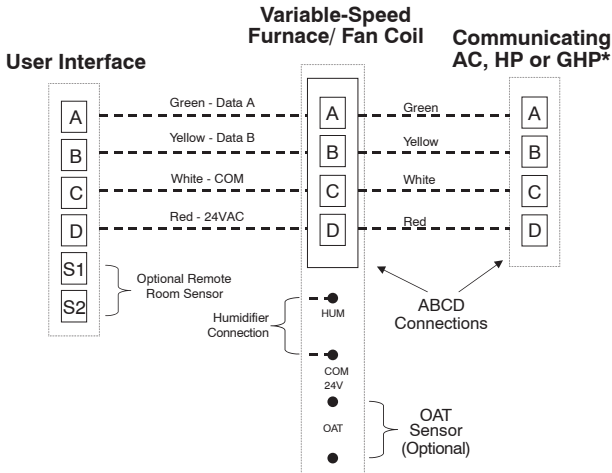 Variable-Speed
Furnace/ Fan Coil
Communicating
AC, HP or GHP*
User Interface
A
Green - Data A
A
Green
A
B
Yellow - Data B
B
Yellow
B
C
White - COM
C
White
C
D
Red - 24VAC
D
Red
D
S1
S2
Optional Remote
Room Sensor
Humidifier
Connection
HUM
COM
24V
ABCD
Connections
OAT
OAT
Sensor
(Optional)